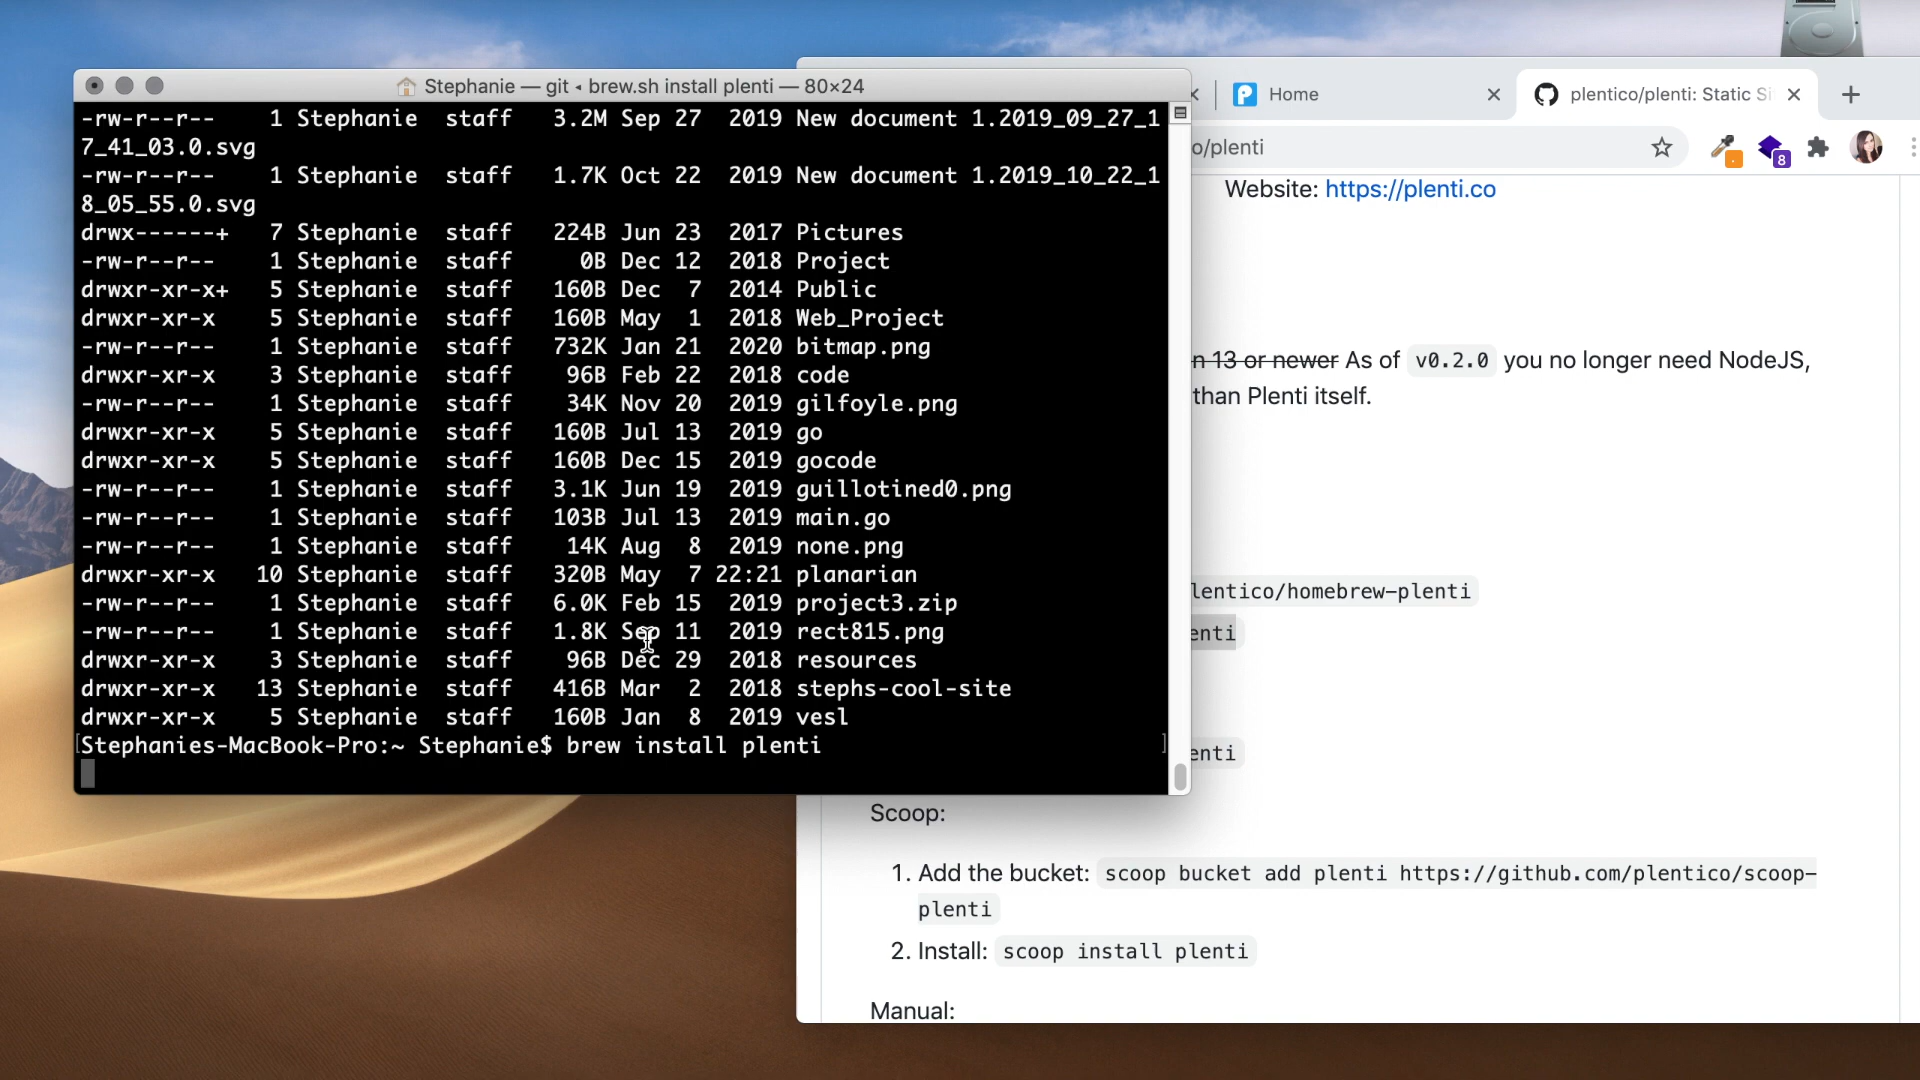 Stephanie — git ◂ brew.sh install plenti — 80×24
-rw-r--r--    1 Stephanie  staff   3.2M Sep 27  2019 New document 1.2019_09_27_1
7_41_03.0.svg
-rw-r--r--    1 Stephanie  staff   1.7K Oct 22  2019 New document 1.2019_10_22_1
8_05_55.0.svg
drwx------+   7 Stephanie  staff   224B Jun 23  2017 Pictures
-rw-r--r--    1 Stephanie  staff     0B Dec 12  2018 Project
drwxr-xr-x+   5 Stephanie  staff   160B Dec  7  2014 Public
drwxr-xr-x    5 Stephanie  staff   160B May  1  2018 Web_Project
-rw-r--r--    1 Stephanie  staff   732K Jan 21  2020 bitmap.png
drwxr-xr-x    3 Stephanie  staff    96B Feb 22  2018 code
-rw-r--r--    1 Stephanie  staff    34K Nov 20  2019 gilfoyle.png
drwxr-xr-x    5 Stephanie  staff   160B Jul 13  2019 go
drwxr-xr-x    5 Stephanie  staff   160B Dec 15  2019 gocode
-rw-r--r--    1 Stephanie  staff   3.1K Jun 19  2019 guillotined0.png
-rw-r--r--    1 Stephanie  staff   103B Jul 13  2019 main.go
-rw-r--r--    1 Stephanie  staff    14K Aug  8  2019 none.png
drwxr-xr-x   10 Stephanie  staff   320B May  7 22:21 planarian
-rw-r--r--    1 Stephanie  staff   6.0K Feb 15  2019 project3.zip
-rw-r--r--    1 Stephanie  staff   1.8K Sep 11  2019 rect815.png
drwxr-xr-x    3 Stephanie  staff    96B Dec 29  2018 resources
drwxr-xr-x   13 Stephanie  staff   416B Mar  2  2018 stephs-cool-site
drwxr-xr-x    5 Stephanie  staff   160B Jan  8  2019 vesl
[Stephanies-MacBook-Pro:~ Stephanie$ brew install plenti ]
Home
plentico/plenti: Static Si
o/plenti
8
Website: https://plenti.co
n 13 or newer As of v0.2.0 you no longer need NodeJS,
than Plenti itself.
lentico/homebrew-plenti
enti
enti
Scoop:
1. Add the bucket: scoop bucket add plenti https://github.com/plentico/scoop-
plenti
2. Install: scoop install plenti
Manual: